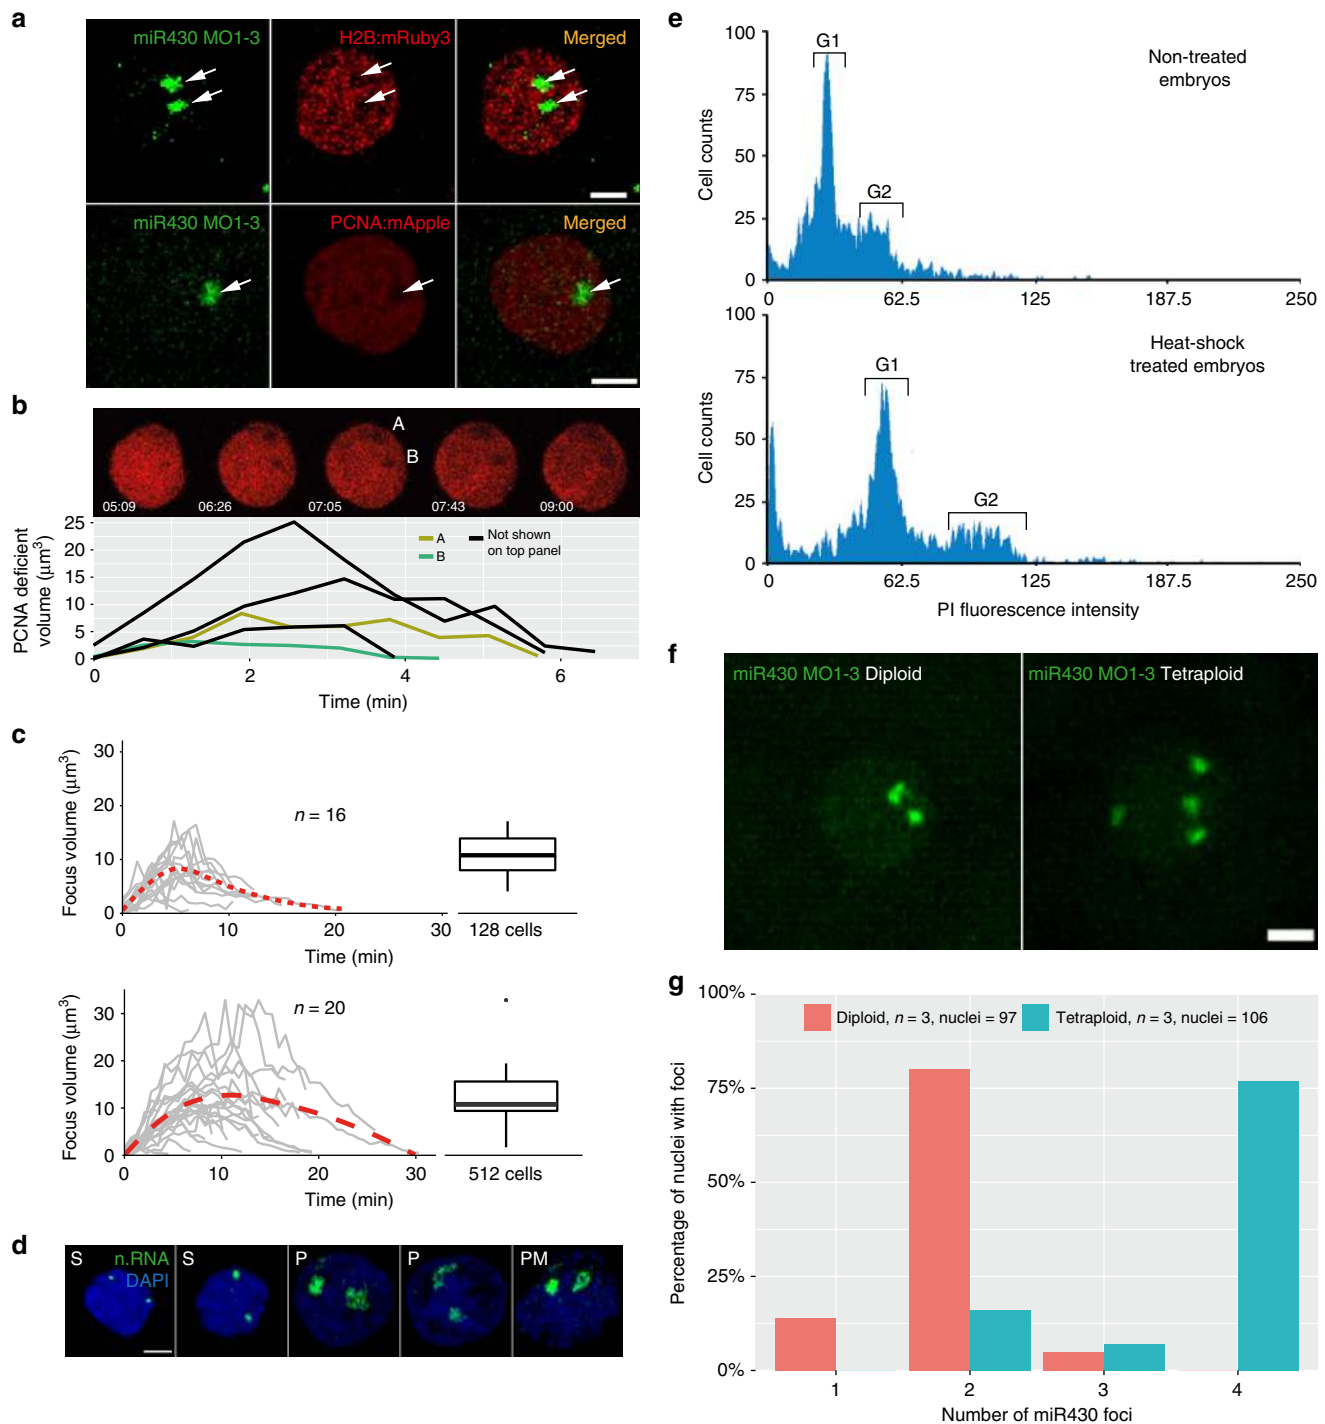 a
miR430 MO1-3
H2B:mRuby3
Merged
miR430 MO1-3
PCNA:mApple
Merged
b
A
B
05:09
06:26
07:05
07:43
09:00
PCNA deficient
volume (μm³)
25
20
15
10
5
0
A
B
Not shown
on top panel
0
2
4
6
Time (min)
c
Focus volume (μm³)
30
20
10
0
n = 16
0
10
20
30
128 cells
Time (min)
Focus volume (μm³)
30
20
10
0
n = 20
0
10
20
30
512 cells
Time (min)
d
S
n.RNA
DAPI
S
P
P
PM
e
Cell counts
100
75
50
25
0
G1
G2
Non-treated
embryos
0
62.5
125
187.5
250
Cell counts
100
75
50
25
0
G1
G2
Heat-shock
treated embryos
0
62.5
125
187.5
250
PI fluorescence intensity
f
miR430 MO1-3 Diploid
miR430 MO1-3 Tetraploid
g
Percentage of nuclei with foci
100%
75%
50%
25%
0%
Diploid, n = 3, nuclei = 97
Tetraploid, n = 3, nuclei = 106
1
2
3
4
Number of miR430 foci